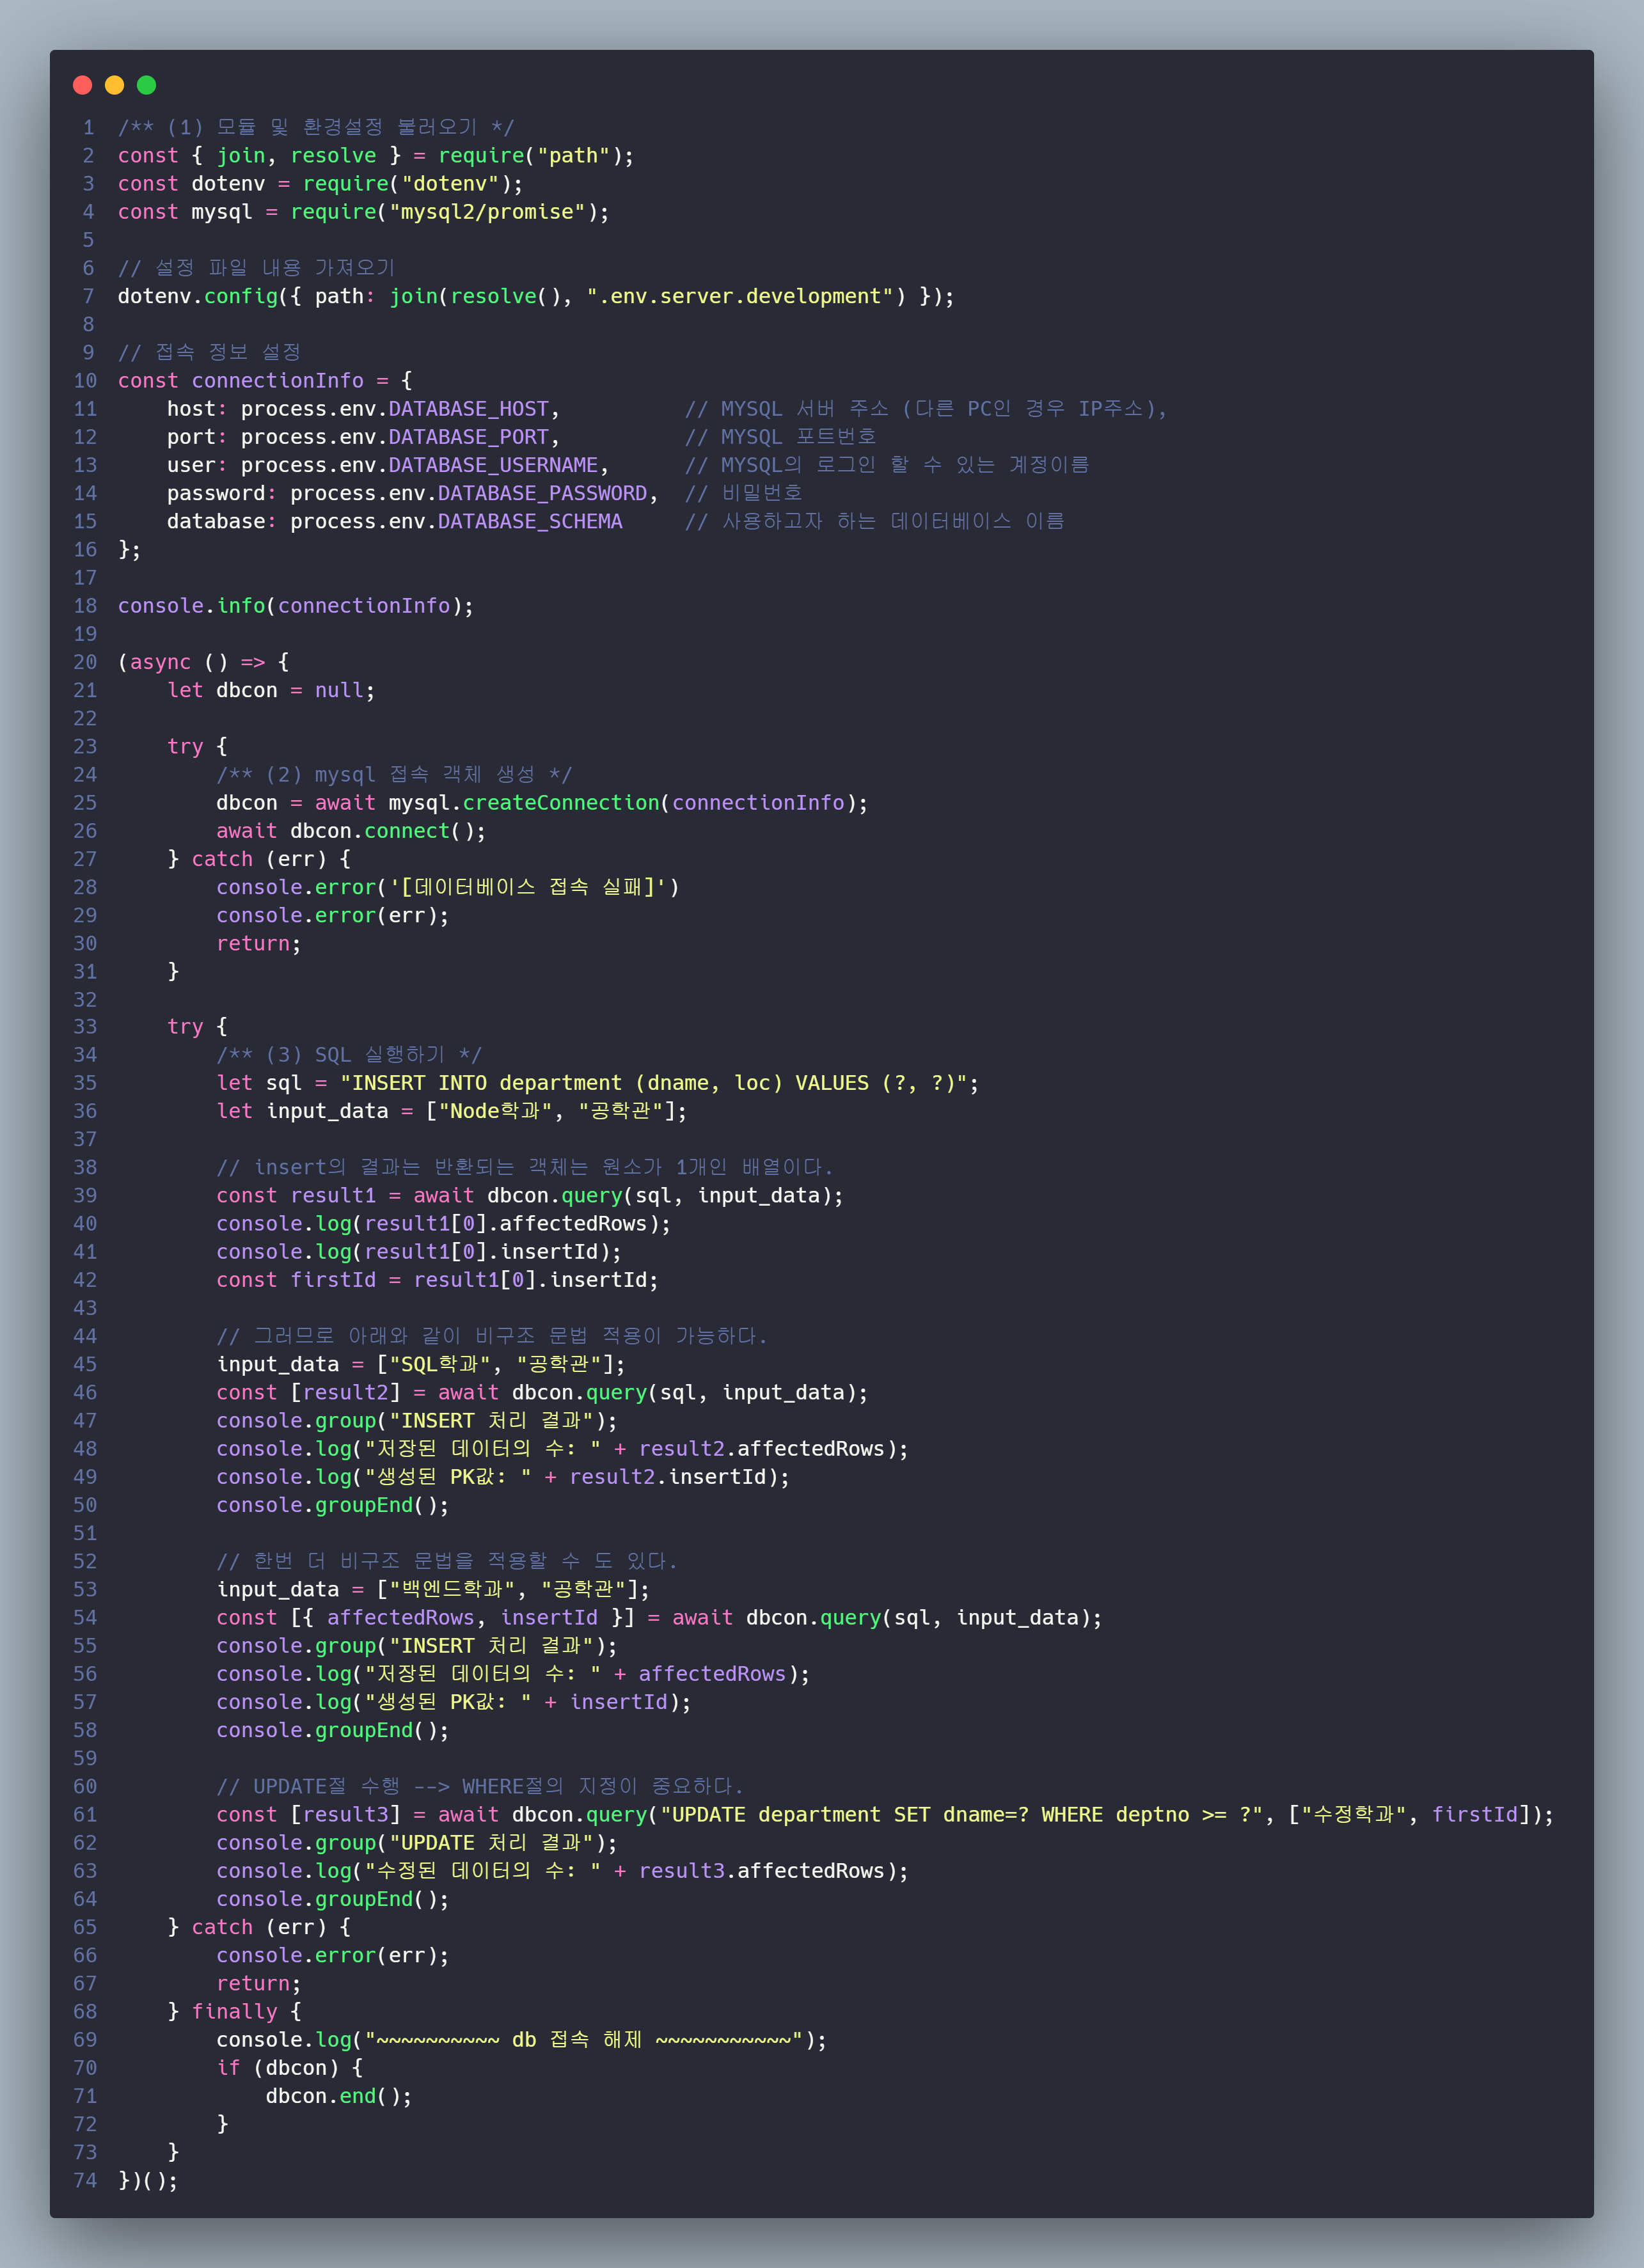 1 /** (1) 모듈 및 환경설정 불러오기 */
2 const { join, resolve } = require("path");
3 const dotenv = require("dotenv");
4 const mysql = require("mysql2/promise");
5
6 // 설정 파일 내용 가져오기
7 dotenv.config({ path: join(resolve(), ".env.server.development") });
8
9 // 접속 정보 설정
10 const connectionInfo = {
11     host: process.env.DATABASE_HOST,          // MYSQL 서버 주소 (다른 PC인 경우 IP주소),
12     port: process.env.DATABASE_PORT,          // MYSQL 포트번호
13     user: process.env.DATABASE_USERNAME,      // MYSQL의 로그인 할 수 있는 계정이름
14     password: process.env.DATABASE_PASSWORD,  // 비밀번호
15     database: process.env.DATABASE_SCHEMA     // 사용하고자 하는 데이터베이스 이름
16 };
17
18 console.info(connectionInfo);
19
20 (async () => {
21     let dbcon = null;
22
23     try {
24         /** (2) mysql 접속 객체 생성 */
25         dbcon = await mysql.createConnection(connectionInfo);
26         await dbcon.connect();
27     } catch (err) {
28         console.error('[데이터베이스 접속 실패]')
29         console.error(err);
30         return;
31     }
32
33     try {
34         /** (3) SQL 실행하기 */
35         let sql = "INSERT INTO department (dname, loc) VALUES (?, ?)";
36         let input_data = ["Node학과", "공학관"];
37
38         // insert의 결과는 반환되는 객체는 원소가 1개인 배열이다.
39         const result1 = await dbcon.query(sql, input_data);
40         console.log(result1[0].affectedRows);
41         console.log(result1[0].insertId);
42         const firstId = result1[0].insertId;
43
44         // 그러므로 아래와 같이 비구조 문법 적용이 가능하다.
45         input_data = ["SQL학과", "공학관"];
46         const [result2] = await dbcon.query(sql, input_data);
47         console.group("INSERT 처리 결과");
48         console.log("저장된 데이터의 수: " + result2.affectedRows);
49         console.log("생성된 PK값: " + result2.insertId);
50         console.groupEnd();
51
52         // 한번 더 비구조 문법을 적용할 수 도 있다.
53         input_data = ["백엔드학과", "공학관"];
54         const [{ affectedRows, insertId }] = await dbcon.query(sql, input_data);
55         console.group("INSERT 처리 결과");
56         console.log("저장된 데이터의 수: " + affectedRows);
57         console.log("생성된 PK값: " + insertId);
58         console.groupEnd();
59
60         // UPDATE절 수행 --> WHERE절의 지정이 중요하다.
61         const [result3] = await dbcon.query("UPDATE department SET dname=? WHERE deptno >= ?", ["수정학과", firstId]);
62         console.group("UPDATE 처리 결과");
63         console.log("수정된 데이터의 수: " + result3.affectedRows);
64         console.groupEnd();
65     } catch (err) {
66         console.error(err);
67         return;
68     } finally {
69         console.log("~~~~~~~~~~ db 접속 해제 ~~~~~~~~~~~");
70         if (dbcon) {
71             dbcon.end();
72         }
73     }
74 })();